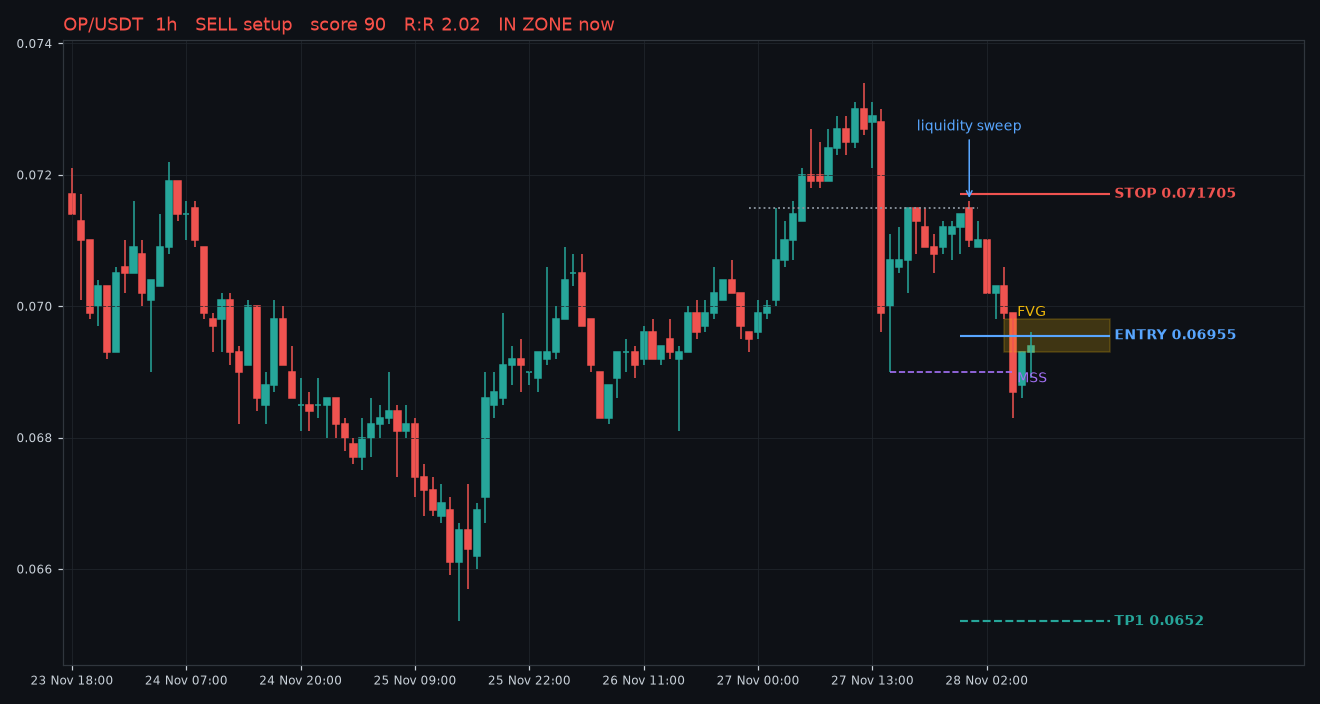 OP/USDT 1h SELL setup score 90 R:R 2.02 IN ZONE now
0.074
0.072
0.070
0.068
0.066
liquidity sweep
STOP 0.071705
FVG
ENTRY 0.06955
MSS
TP1 0.0652
23 Nov 18:00
24 Nov 07:00
24 Nov 20:00
25 Nov 09:00
25 Nov 22:00
26 Nov 11:00
27 Nov 00:00
27 Nov 13:00
28 Nov 02:00